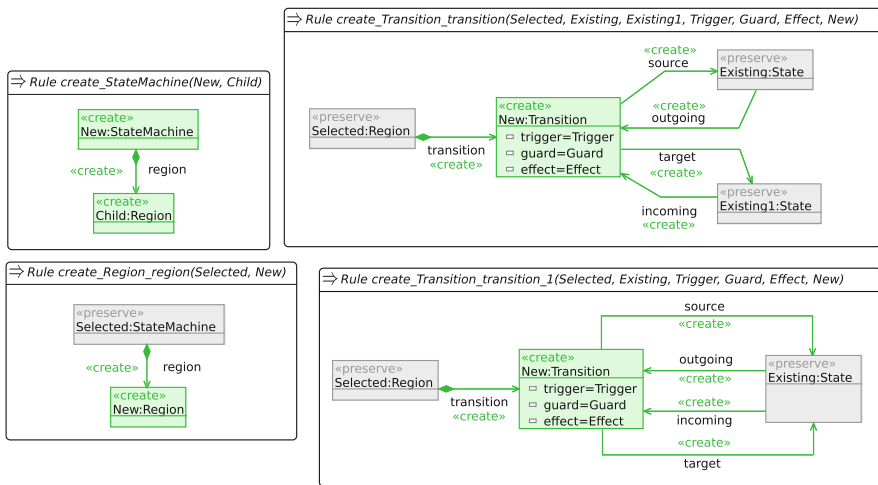 Rule create_StateMachine(New, Child)
«create»
New:StateMachine
«create»
region
«create»
Child:Region
Rule create_Transition_transition(Selected, Existing, Existing1, Trigger, Guard, Effect, New)
«preserve»
Selected:Region
transition
«create»
«create»
New:Transition
trigger=Trigger
guard=Guard
effect=Effect
«create»
source
«preserve»
Existing:State
«create»
outgoing
target
«create»
«preserve»
Existing1:State
incoming
«create»
Rule create_Region_region(Selected, New)
«preserve»
Selected:StateMachine
«create»
region
«create»
New:Region
Rule create_Transition_transition_1(Selected, Existing, Trigger, Guard, Effect, New)
«preserve»
Selected:Region
transition
«create»
«create»
New:Transition
trigger=Trigger
guard=Guard
effect=Effect
source
«create»
outgoing
«create»
«preserve»
Existing:State
«create»
incoming
«create»
target